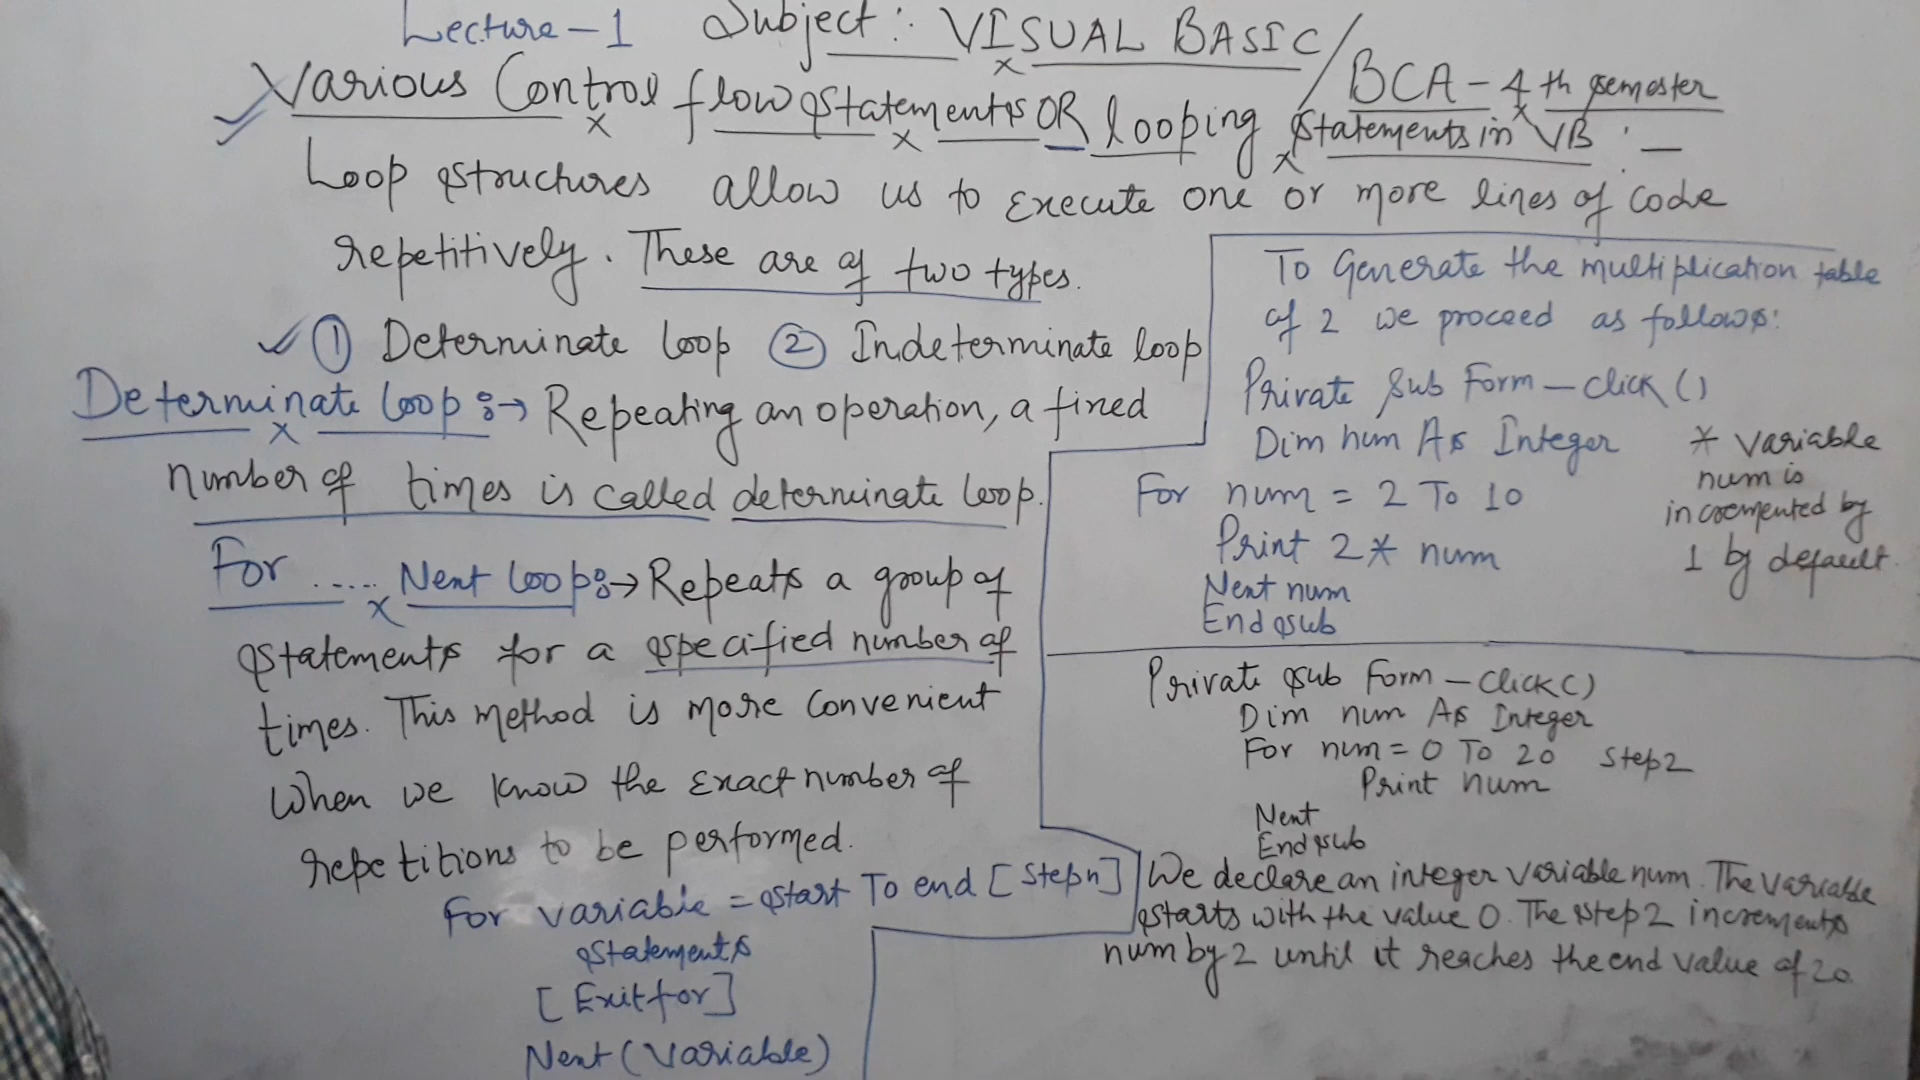 Lecture-1 Subject: VISUAL BASIC/
BCA-4th semester
Various Control flow statements OR looping statements in VB :-
Loop structures allow us to execute one or more lines of code
repetitively. These are of two types.
① Determinate loop ② Indeterminate loop
Determinate loop :→ Repeating an operation, a fixed
number of times is called determinate loop.
For ..... Next loop :→ Repeats a group of
statements for a specified number of
times. This method is more convenient
when we know the exact number of
repetitions to be performed.
For variable = start To end [Step n]
statements
[Exit for]
Next (variable)
To Generate the multiplication table
of 2 we proceed as follows:
Private Sub Form_click()
Dim num As Integer
For num = 2 To 10
Print 2 * num
Next num
End sub
* variable
num is
incremented by
1 by default.
Private sub Form_click()
Dim num As Integer
For num = 0 To 20 Step 2
Print num
Next
End sub
We declare an integer variable num. The variable
starts with the value 0. The step 2 increments
num by 2 until it reaches the end value of 20.